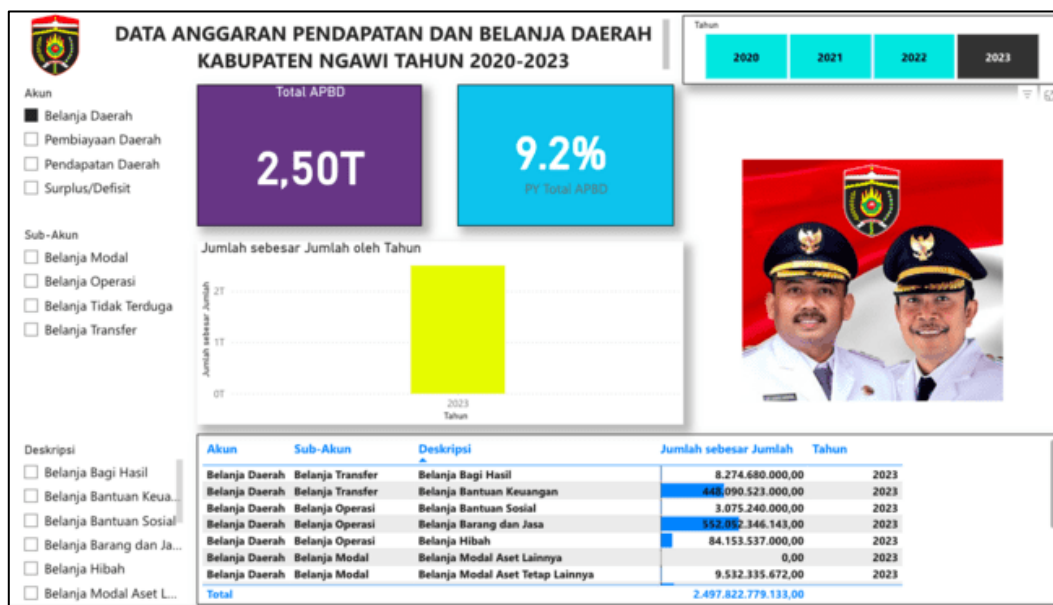 DATA ANGGARAN PENDAPATAN DAN BELANJA DAERAH
KABUPATEN NGAWI TAHUN 2020-2023
Tahun
2020 2021 2022 2023
Akun
Belanja Daerah
Pembiayaan Daerah
Pendapatan Daerah
Surplus/Defisit
Total APBD
2,50T
9.2%
PY Total APBD
Sub-Akun
Belanja Modal
Belanja Operasi
Belanja Tidak Terduga
Belanja Transfer
Jumlah sebesar Jumlah oleh Tahun
Jumlah sebesar Jumlah
2T
1T
0T
2023
Tahun
Deskripsi
Belanja Bagi Hasil
Belanja Bantuan Keua...
Belanja Bantuan Sosial
Belanja Barang dan Ja...
Belanja Hibah
Belanja Modal Aset L...
Akun Sub-Akun Deskripsi Jumlah sebesar Jumlah Tahun
Belanja Daerah Belanja Transfer Belanja Bagi Hasil 8.274.680.000,00 2023
Belanja Daerah Belanja Transfer Belanja Bantuan Keuangan 448.090.523.000,00 2023
Belanja Daerah Belanja Operasi Belanja Bantuan Sosial 3.075.240.000,00 2023
Belanja Daerah Belanja Operasi Belanja Barang dan Jasa 552.052.346.143,00 2023
Belanja Daerah Belanja Operasi Belanja Hibah 84.153.537.000,00 2023
Belanja Daerah Belanja Modal Belanja Modal Aset Lainnya 0,00 2023
Belanja Daerah Belanja Modal Belanja Modal Aset Tetap Lainnya 9.532.335.672,00 2023
Total 2.497.822.779.133,00